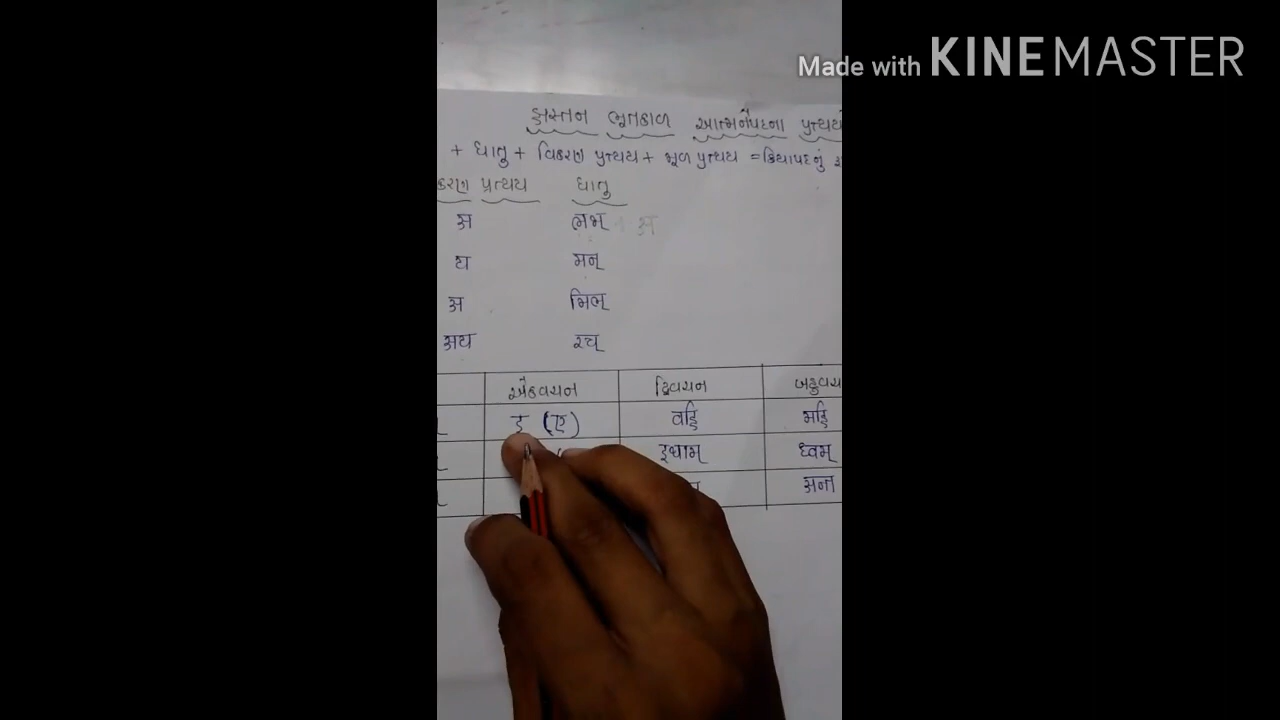 Made with KINEMASTER
હ્યસ્તન ભૂતકાળ આત્મનેપદના પ્રત્યયો
+ ધાતુ + વિકરણ પ્રત્યય + મૂળ પ્રત્યય = ક્રિયાપદનું
કરણ પ્રત્યય ધાતુ
अ लभ् + अ
य मन्
अ मिल्
अय रच्
એકવચન દ્વિવચન બહુવચ
इ (ए) वहि महि
इथाम् ध्वम्
अन्त